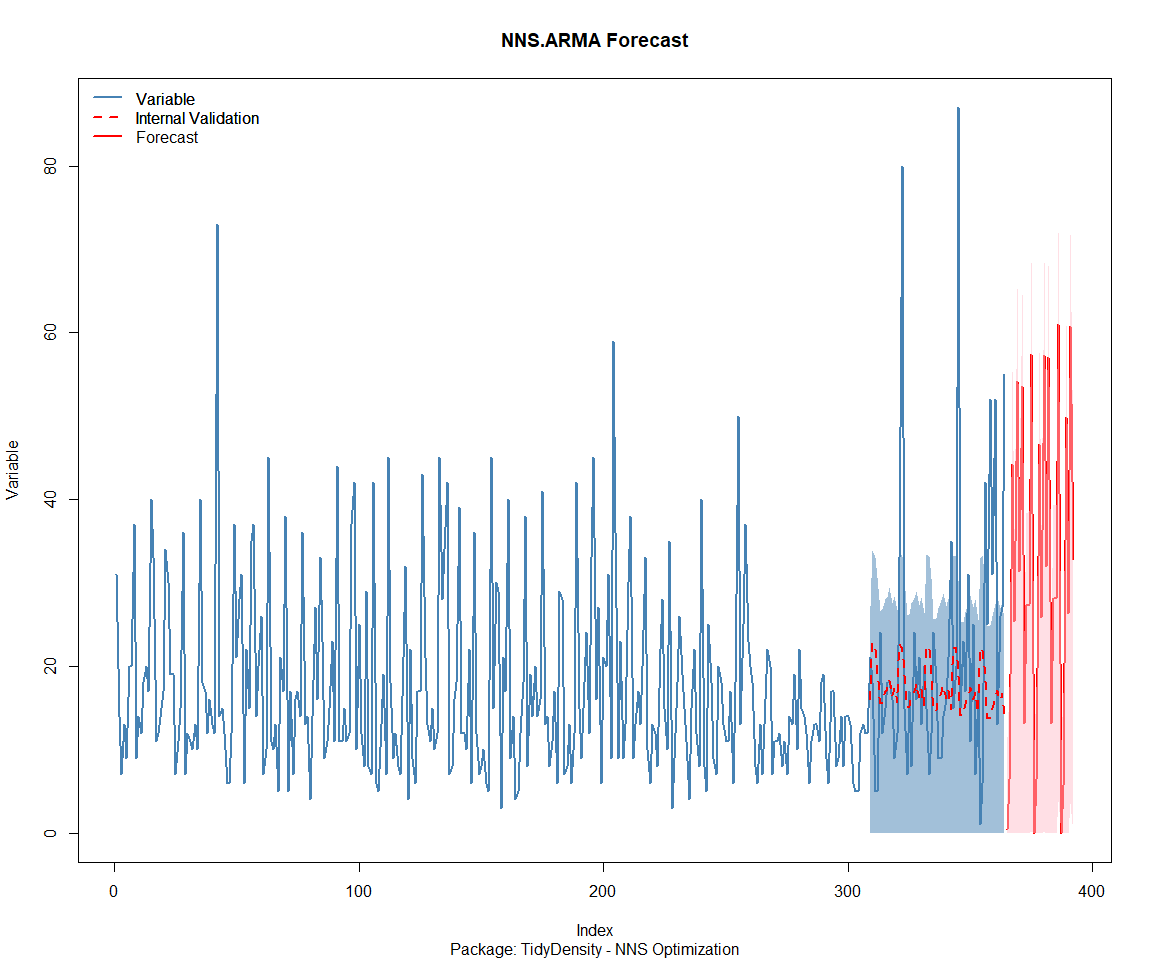 NNS.ARMA Forecast
Variable
Internal Validation
Forecast
80
60
40
20
0
Variable
0
100
200
300
400
Index
Package: TidyDensity - NNS Optimization